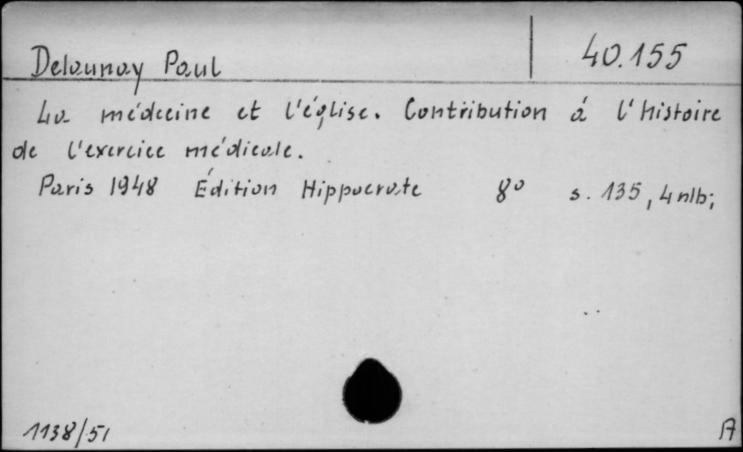 Delaunay Paul 40.155
La médecine et l'église. Contribution á l'histoire
de l'exercice médicale.
Paris 1948 Édition Hippocrate 8° s. 135, 4 nlb;
1138/51 A